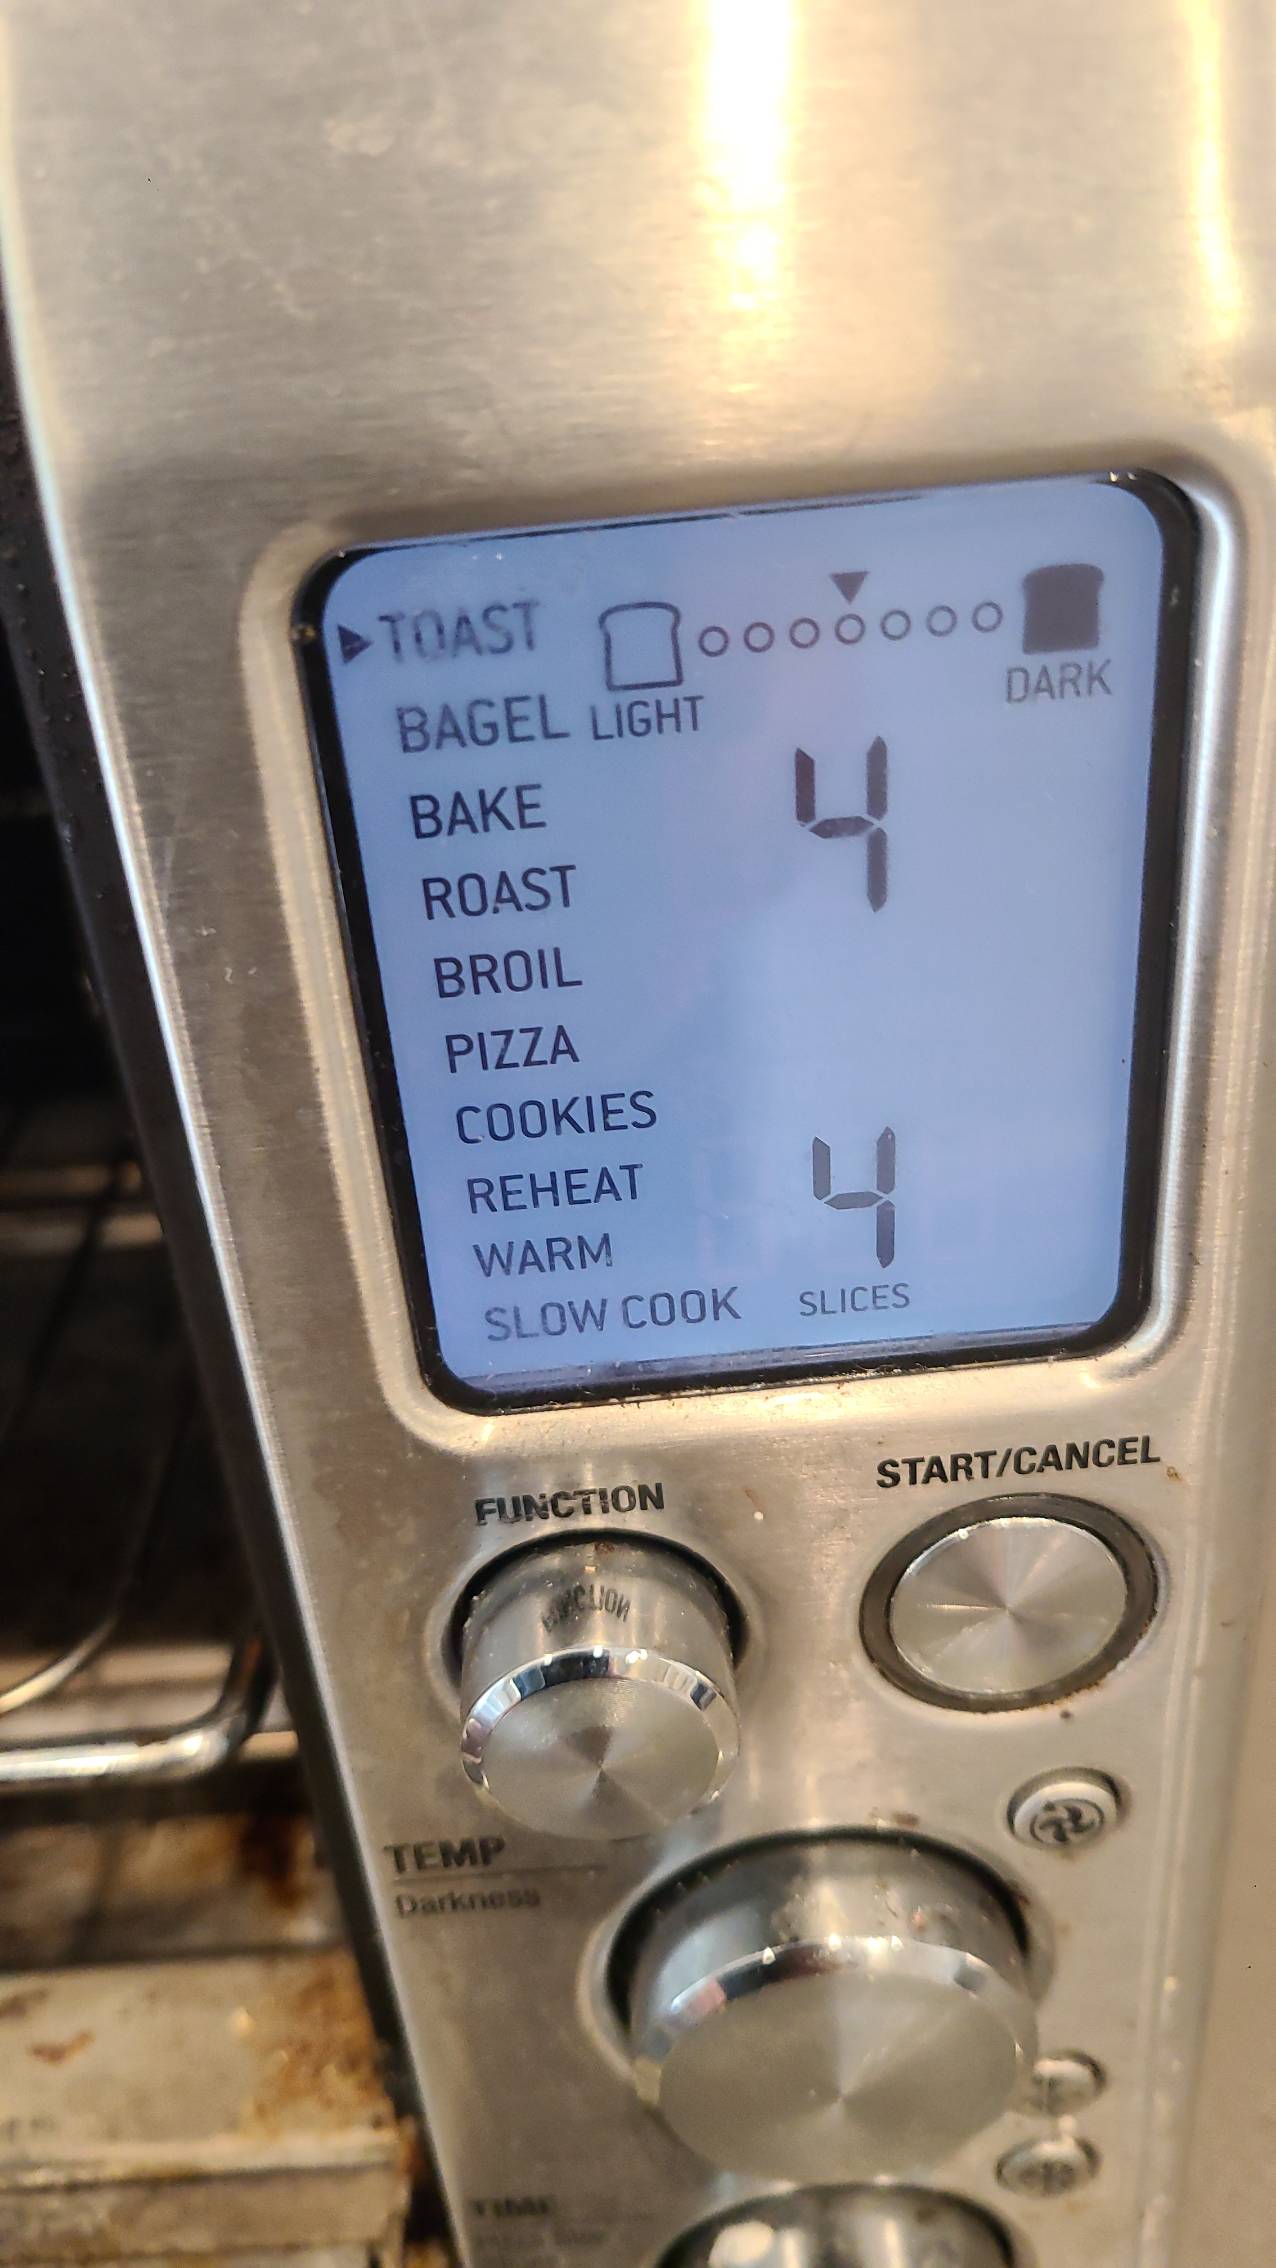 TOAST
BAGEL LIGHT
DARK
BAKE
4
ROAST
BROIL
PIZZA
COOKIES
REHEAT
4
WARM
SLOW COOK SLICES
START/CANCEL
FUNCTION
FUNCTION
TEMP
Darkness
TIME